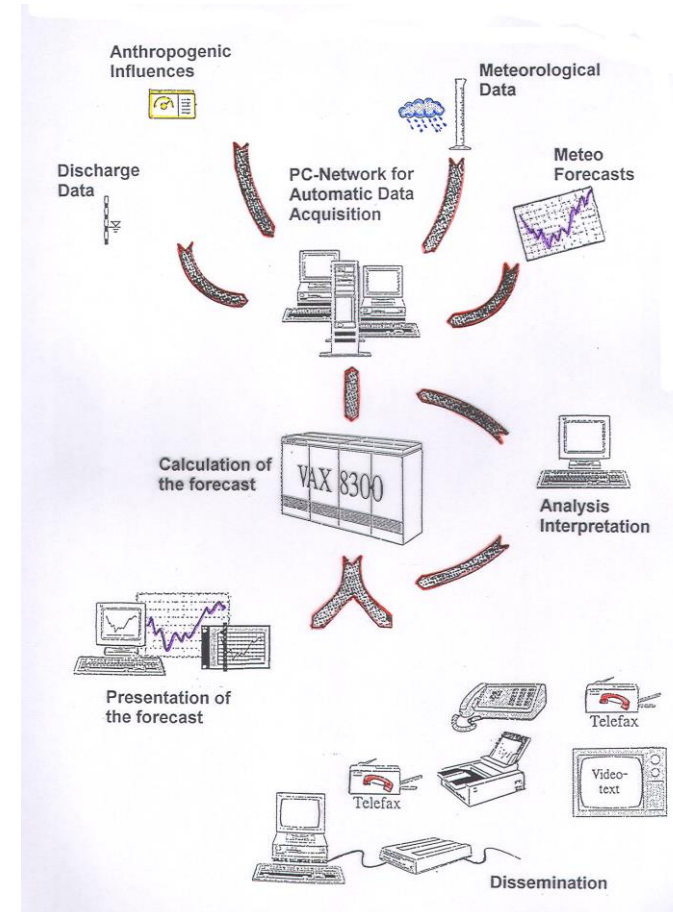 Anthropogenic
Influences
Meteorological
Data
Discharge
Data
PC-Network for
Automatic Data
Acquisition
Meteo
Forecasts
Calculation of
the forecast
VAX 8300
Analysis
Interpretation
Presentation of
the forecast
Telefax
Telefax
Video-
text
Dissemination